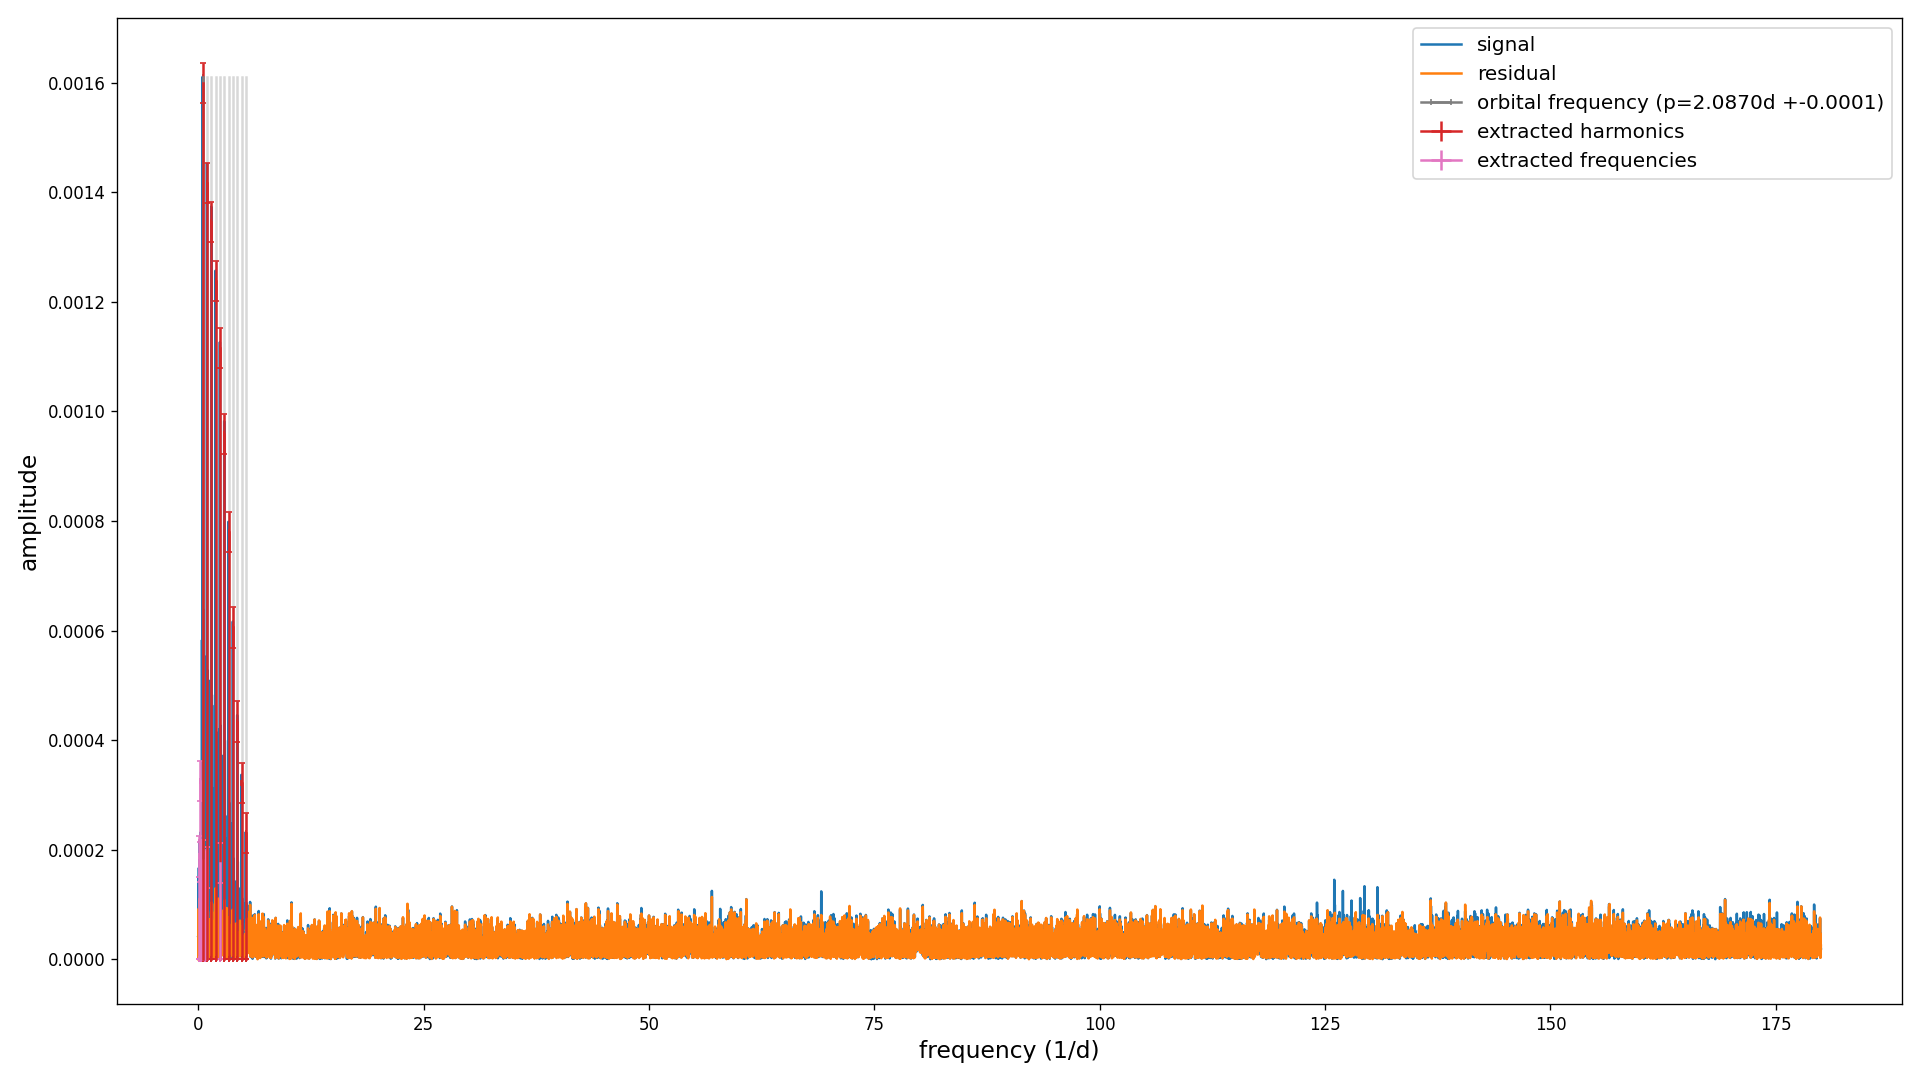 signal
residual
orbital frequency (p=2.0870d +-0.0001)
extracted harmonics
extracted frequencies
0.0016
0.0014
0.0012
0.0010
0.0008
0.0006
0.0004
0.0002
0.0000
amplitude
0 25 50 75 100 125 150 175
frequency (1/d)